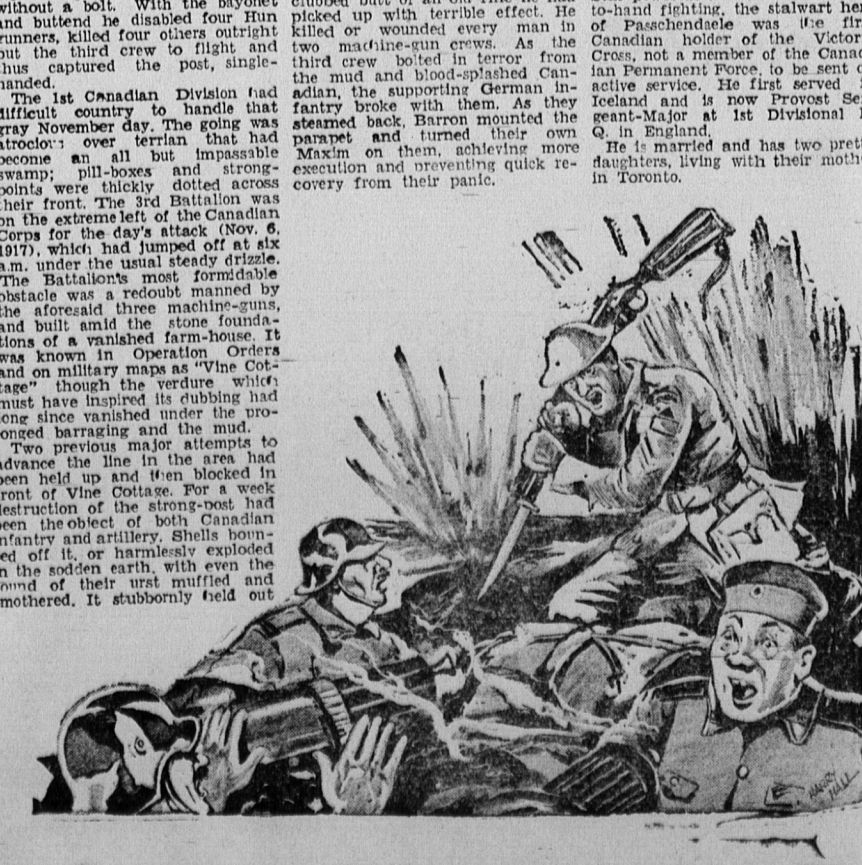 without a bolt. With the bayonet
and buttend he disabled four Hun
runners, killed four others outright
put the third crew to flight and
thus captured the post, single-
handed.
The 1st Canadian Division had
difficult country to handle that
gray November day. The going was
atrocious over terrian that had
become an all but impassable
swamp; pill-boxes and strong-
points were thickly dotted across
their front. The 3rd Battalion was
on the extreme left of the Canadian
Corps for the day's attack (Nov. 6,
1917), which had jumped off at six
a.m. under the usual steady drizzle.
The Battalion's most formidable
obstacle was a redoubt manned by
the aforesaid three machine-guns,
and built amid the stone founda-
tions of a vanished farm-house. It
was known in Operation Orders
and on military maps as "Vine Cot-
tage" though the verdure which
must have inspired its dubbing had
long since vanished under the pro-
longed barraging and the mud.
Two previous major attempts to
advance the line in the area had
been held up and then blocked in
front of Vine Cottage. For a week
destruction of the strong-post had
been the object of both Canadian
infantry and artillery. Shells boun-
ed off it, or harmlessly exploded
in the sodden earth, with even the
sound of their urst muffled and
smothered. It stubbornly held out
clubbed butt of an old
picked up with terrible effect. He
killed or wounded every man in
two machine-gun crews. As the
third crew bolted in terror from
the mud and blood-splashed Can-
adian, the supporting German in-
fantry broke with them. As they
steamed back, Barron mounted the
parapet and turned their own
Maxim on them, achieving more
execution and preventing quick re-
covery from their panic.
to-hand fighting, the stalwart her
of Passchendaele was the fir
Canadian holder of the Victor
Cross, not a member of the Canad
ian Permanent Force, to be sent o
active service. He first served
Iceland and is now Provost Se
geant-Major at 1st Divisional
Q. in England.
He is married and has two prett
daughters, living with their moth
in Toronto.
HARRY
HALL